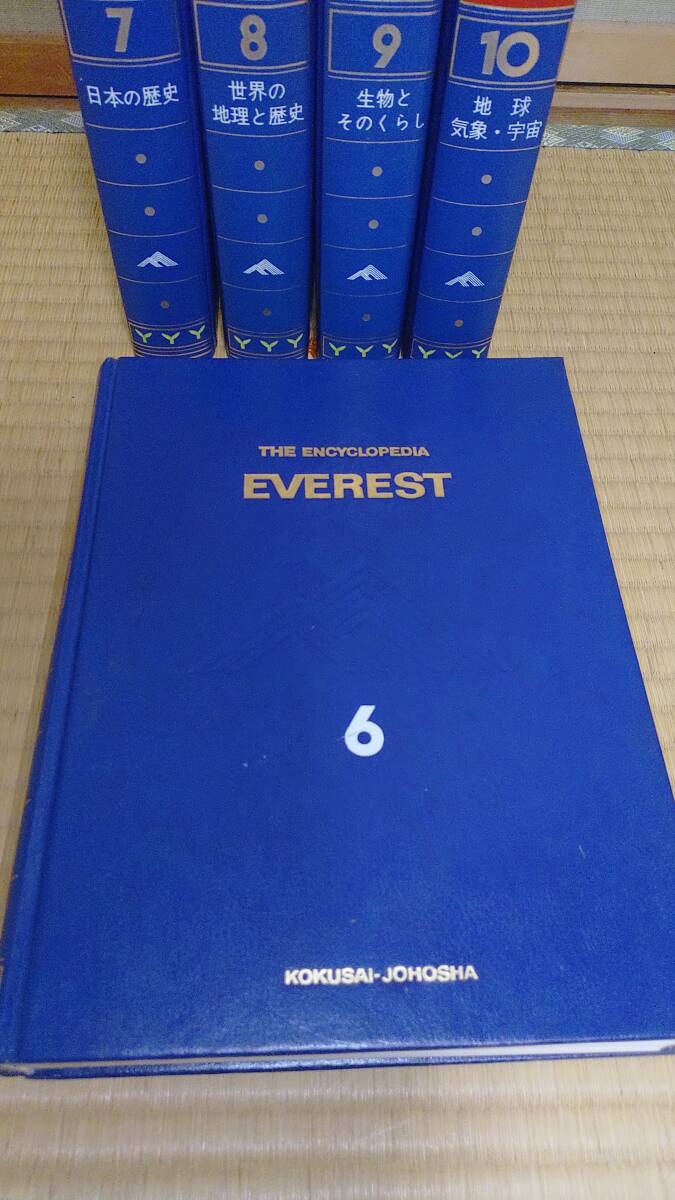 7
日本の歴史
8
世界の
地理と歴史
9
生物と
そのくらし
10
地球
気象・宇宙
THE ENCYCLOPEDIA
EVEREST
6
KOKUSAI-JOHOSHA